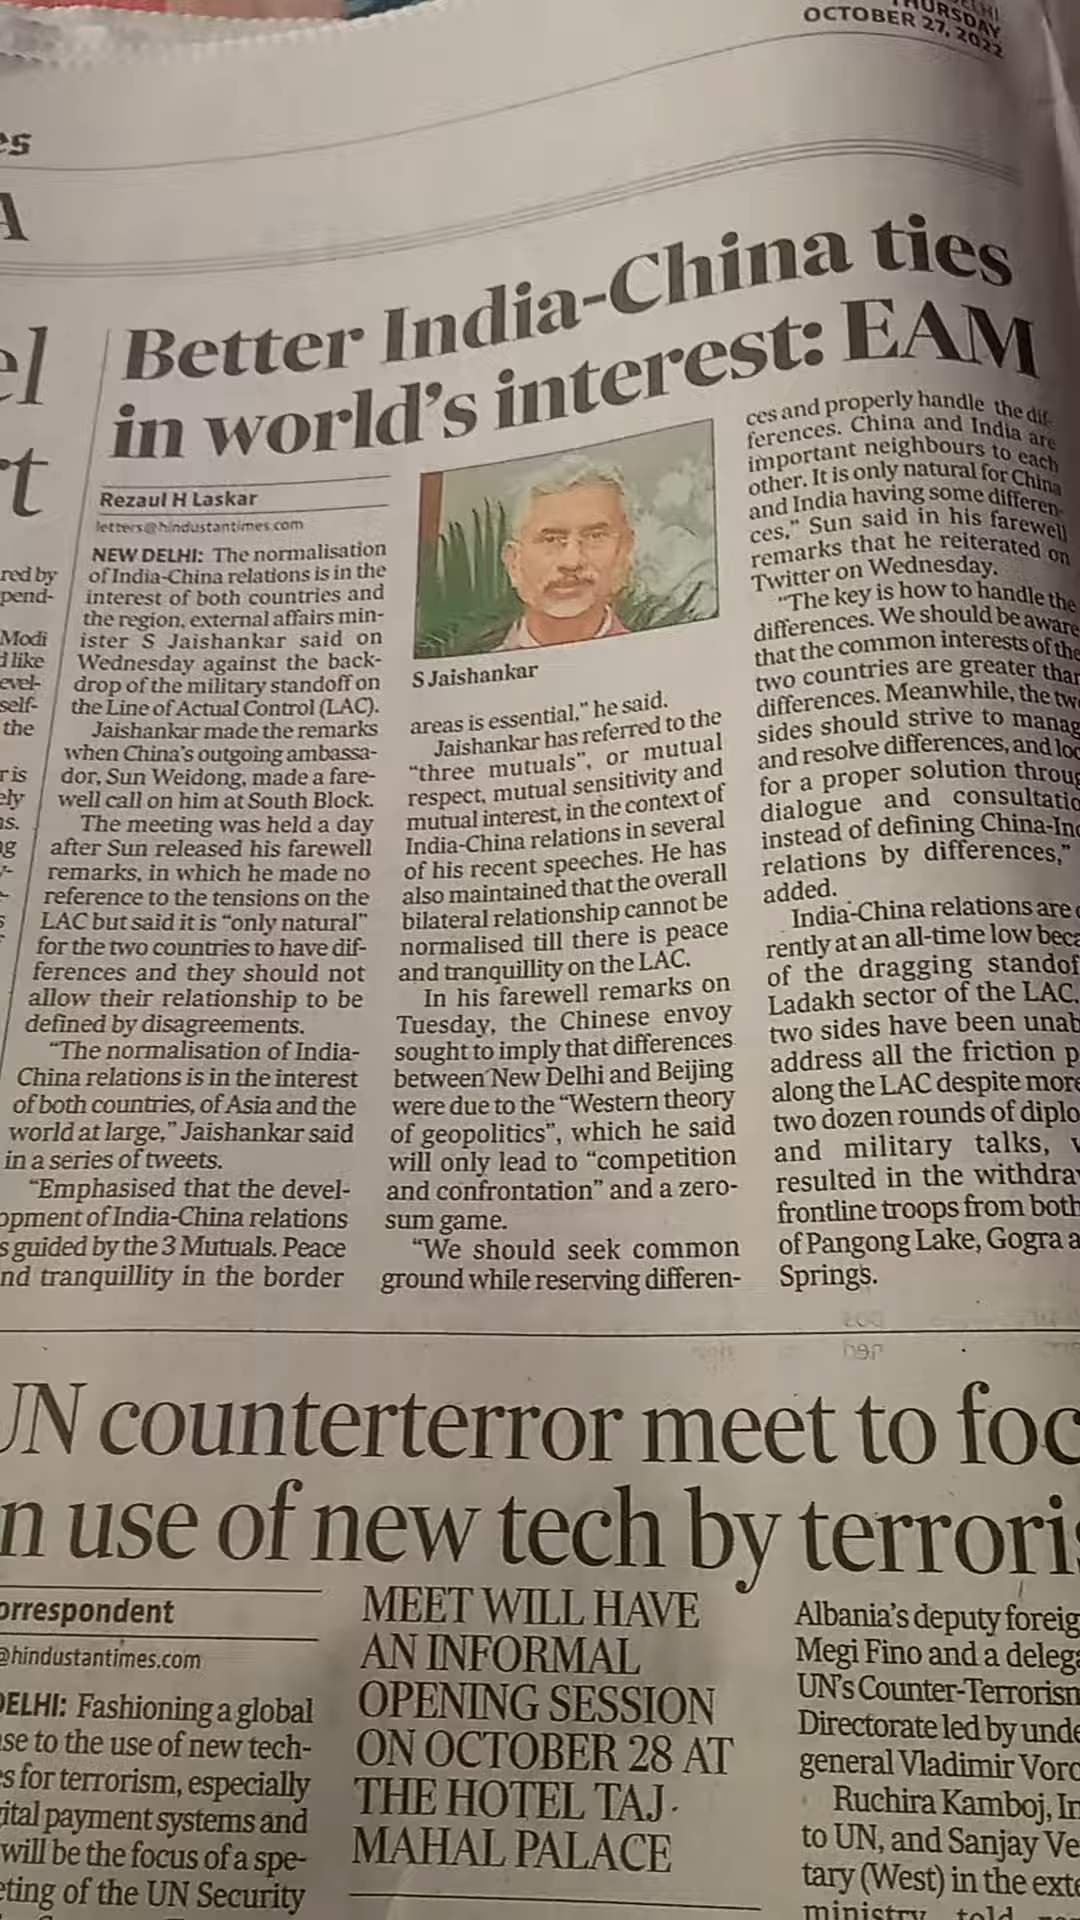 THURSDAY
OCTOBER 27, 2022
es
A
el
rt
red by
pend-
Modi
d like
evel-
self-
the
r is
ely
ns.
ng
y-
Better India-China ties
in world's interest: EAM
Rezaul H Laskar
letters@hindustantimes.com
NEW DELHI: The normalisation
of India-China relations is in the
interest of both countries and
the region, external affairs min-
ister S Jaishankar said on
Wednesday against the back-
drop of the military standoff on
the Line of Actual Control (LAC).
Jaishankar made the remarks
when China's outgoing ambassa-
dor, Sun Weidong, made a fare-
well call on him at South Block.
The meeting was held a day
after Sun released his farewell
remarks, in which he made no
reference to the tensions on the
LAC but said it is “only natural”
for the two countries to have dif-
ferences and they should not
allow their relationship to be
defined by disagreements.
“The normalisation of India-
China relations is in the interest
of both countries, of Asia and the
world at large,” Jaishankar said
in a series of tweets.
“Emphasised that the devel-
opment of India-China relations
s guided by the 3 Mutuals. Peace
nd tranquillity in the border
S Jaishankar
areas is essential,” he said.
Jaishankar has referred to the
“three mutuals”, or mutual
respect, mutual sensitivity and
mutual interest, in the context of
India-China relations in several
of his recent speeches. He has
also maintained that the overall
bilateral relationship cannot be
normalised till there is peace
and tranquillity on the LAC.
In his farewell remarks on
Tuesday, the Chinese envoy
sought to imply that differences
between New Delhi and Beijing
were due to the “Western theory
of geopolitics”, which he said
will only lead to “competition
and confrontation” and a zero-
sum game.
“We should seek common
ground while reserving differen-
ces and properly handle the dif-
ferences. China and India are
important neighbours to each
other. It is only natural for China
and India having some differen-
ces,” Sun said in his farewell
remarks that he reiterated on
Twitter on Wednesday.
“The key is how to handle the
differences. We should be aware
that the common interests of the
two countries are greater than
differences. Meanwhile, the two
sides should strive to manag
and resolve differences, and loo
for a proper solution throug
dialogue and consultatio
instead of defining China-Ind
relations by differences,”
added.
India-China relations are c
rently at an all-time low beca
of the dragging standof
Ladakh sector of the LAC.
two sides have been unab
address all the friction p
along the LAC despite more
two dozen rounds of diplo
and military talks, w
resulted in the withdra
frontline troops from both
of Pangong Lake, Gogra a
Springs.
UN counterterror meet to foc
n use of new tech by terroris
orrespondent
@hindustantimes.com
DELHI: Fashioning a global
se to the use of new tech-
s for terrorism, especially
ital payment systems and
will be the focus of a spe-
ting of the UN Security
MEET WILL HAVE
AN INFORMAL
OPENING SESSION
ON OCTOBER 28 AT
THE HOTEL TAJ
MAHAL PALACE
Albania's deputy foreig
Megi Fino and a delega
UN's Counter-Terrorism
Directorate led by unde
general Vladimir Voro
Ruchira Kamboj, In
to UN, and Sanjay Ve
tary (West) in the exte
ministry, told